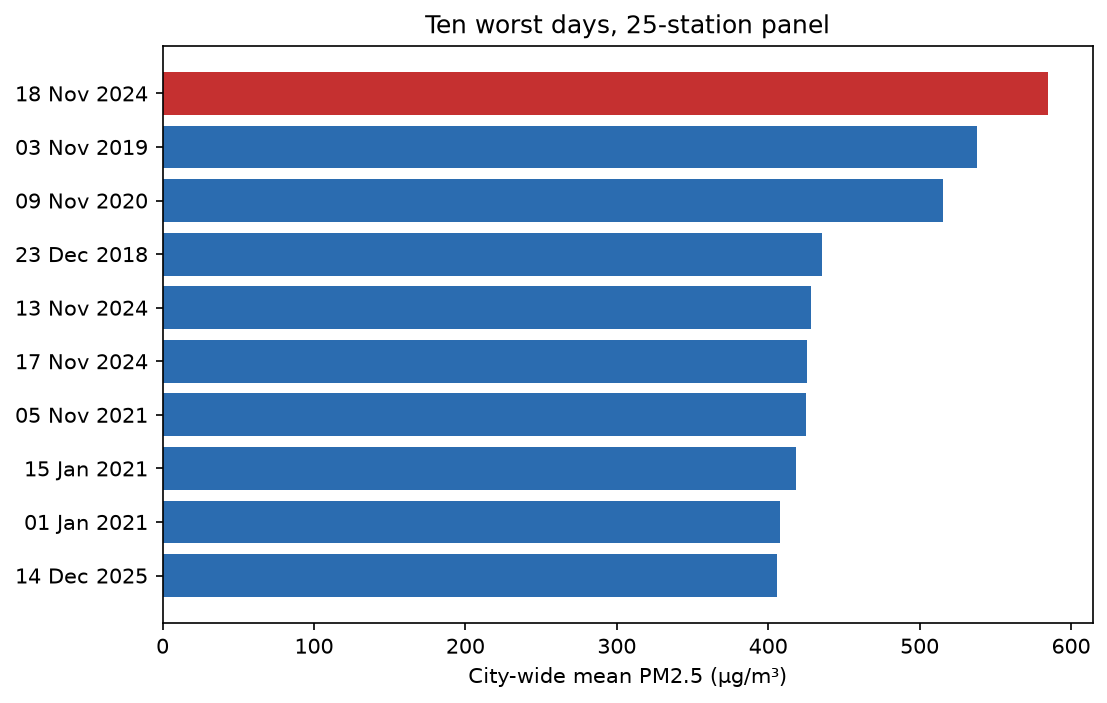 Ten worst days, 25-station panel
18 Nov 2024
03 Nov 2019
09 Nov 2020
23 Dec 2018
13 Nov 2024
17 Nov 2024
05 Nov 2021
15 Jan 2021
01 Jan 2021
14 Dec 2025
0 100 200 300 400 500 600
City-wide mean PM2.5 (µg/m³)